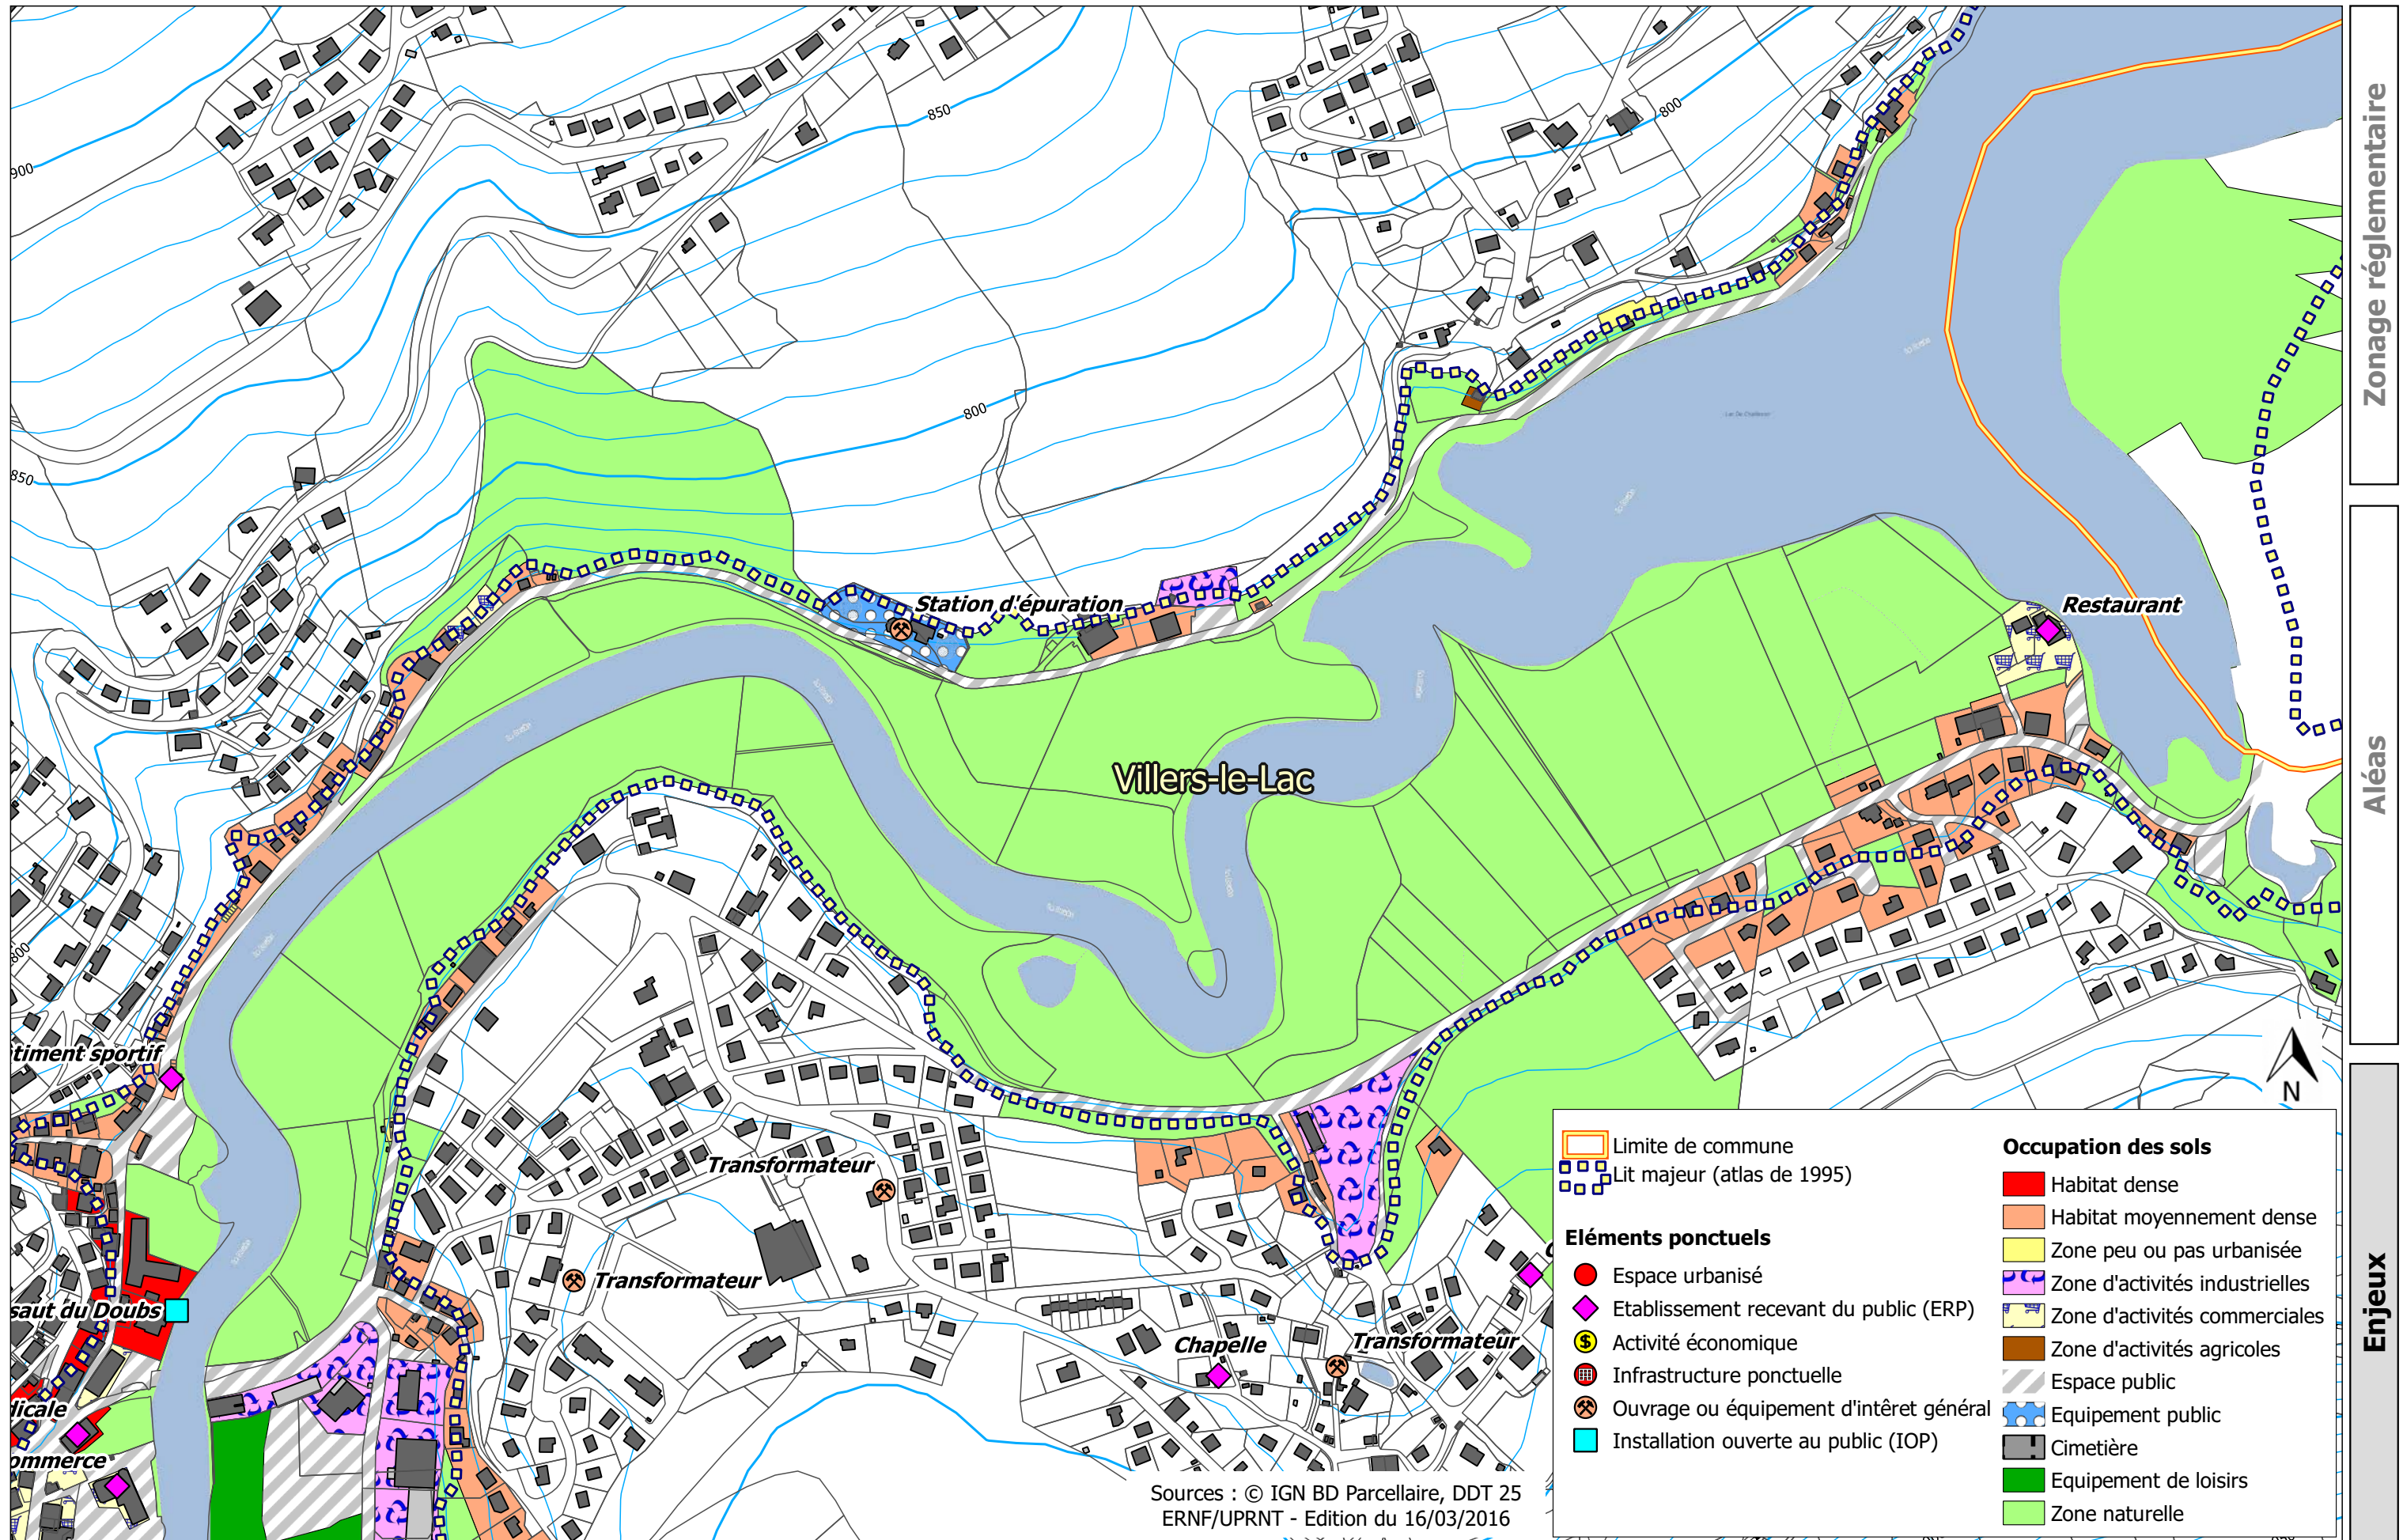 900
850
800
850
800
800
Station d'épuration
Restaurant
Lac De Chaillexon
Villers-le-Lac
timent sportif
saut du Doubs
dicale
ommerce
Transformateur
Transformateur
Transformateur
Chapelle
N
Zonage réglementaire
Aléas
Enjeux
Limite de commune
Lit majeur (atlas de 1995)
Eléments ponctuels
Espace urbanisé
Etablissement recevant du public (ERP)
Activité économique
Infrastructure ponctuelle
Ouvrage ou équipement d'intêret général
Installation ouverte au public (IOP)
Occupation des sols
Habitat dense
Habitat moyennement dense
Zone peu ou pas urbanisée
Zone d'activités industrielles
Zone d'activités commerciales
Zone d'activités agricoles
Espace public
Equipement public
Cimetière
Equipement de loisirs
Zone naturelle
Sources : © IGN BD Parcellaire, DDT 25
ERNF/UPRNT - Edition du 16/03/2016